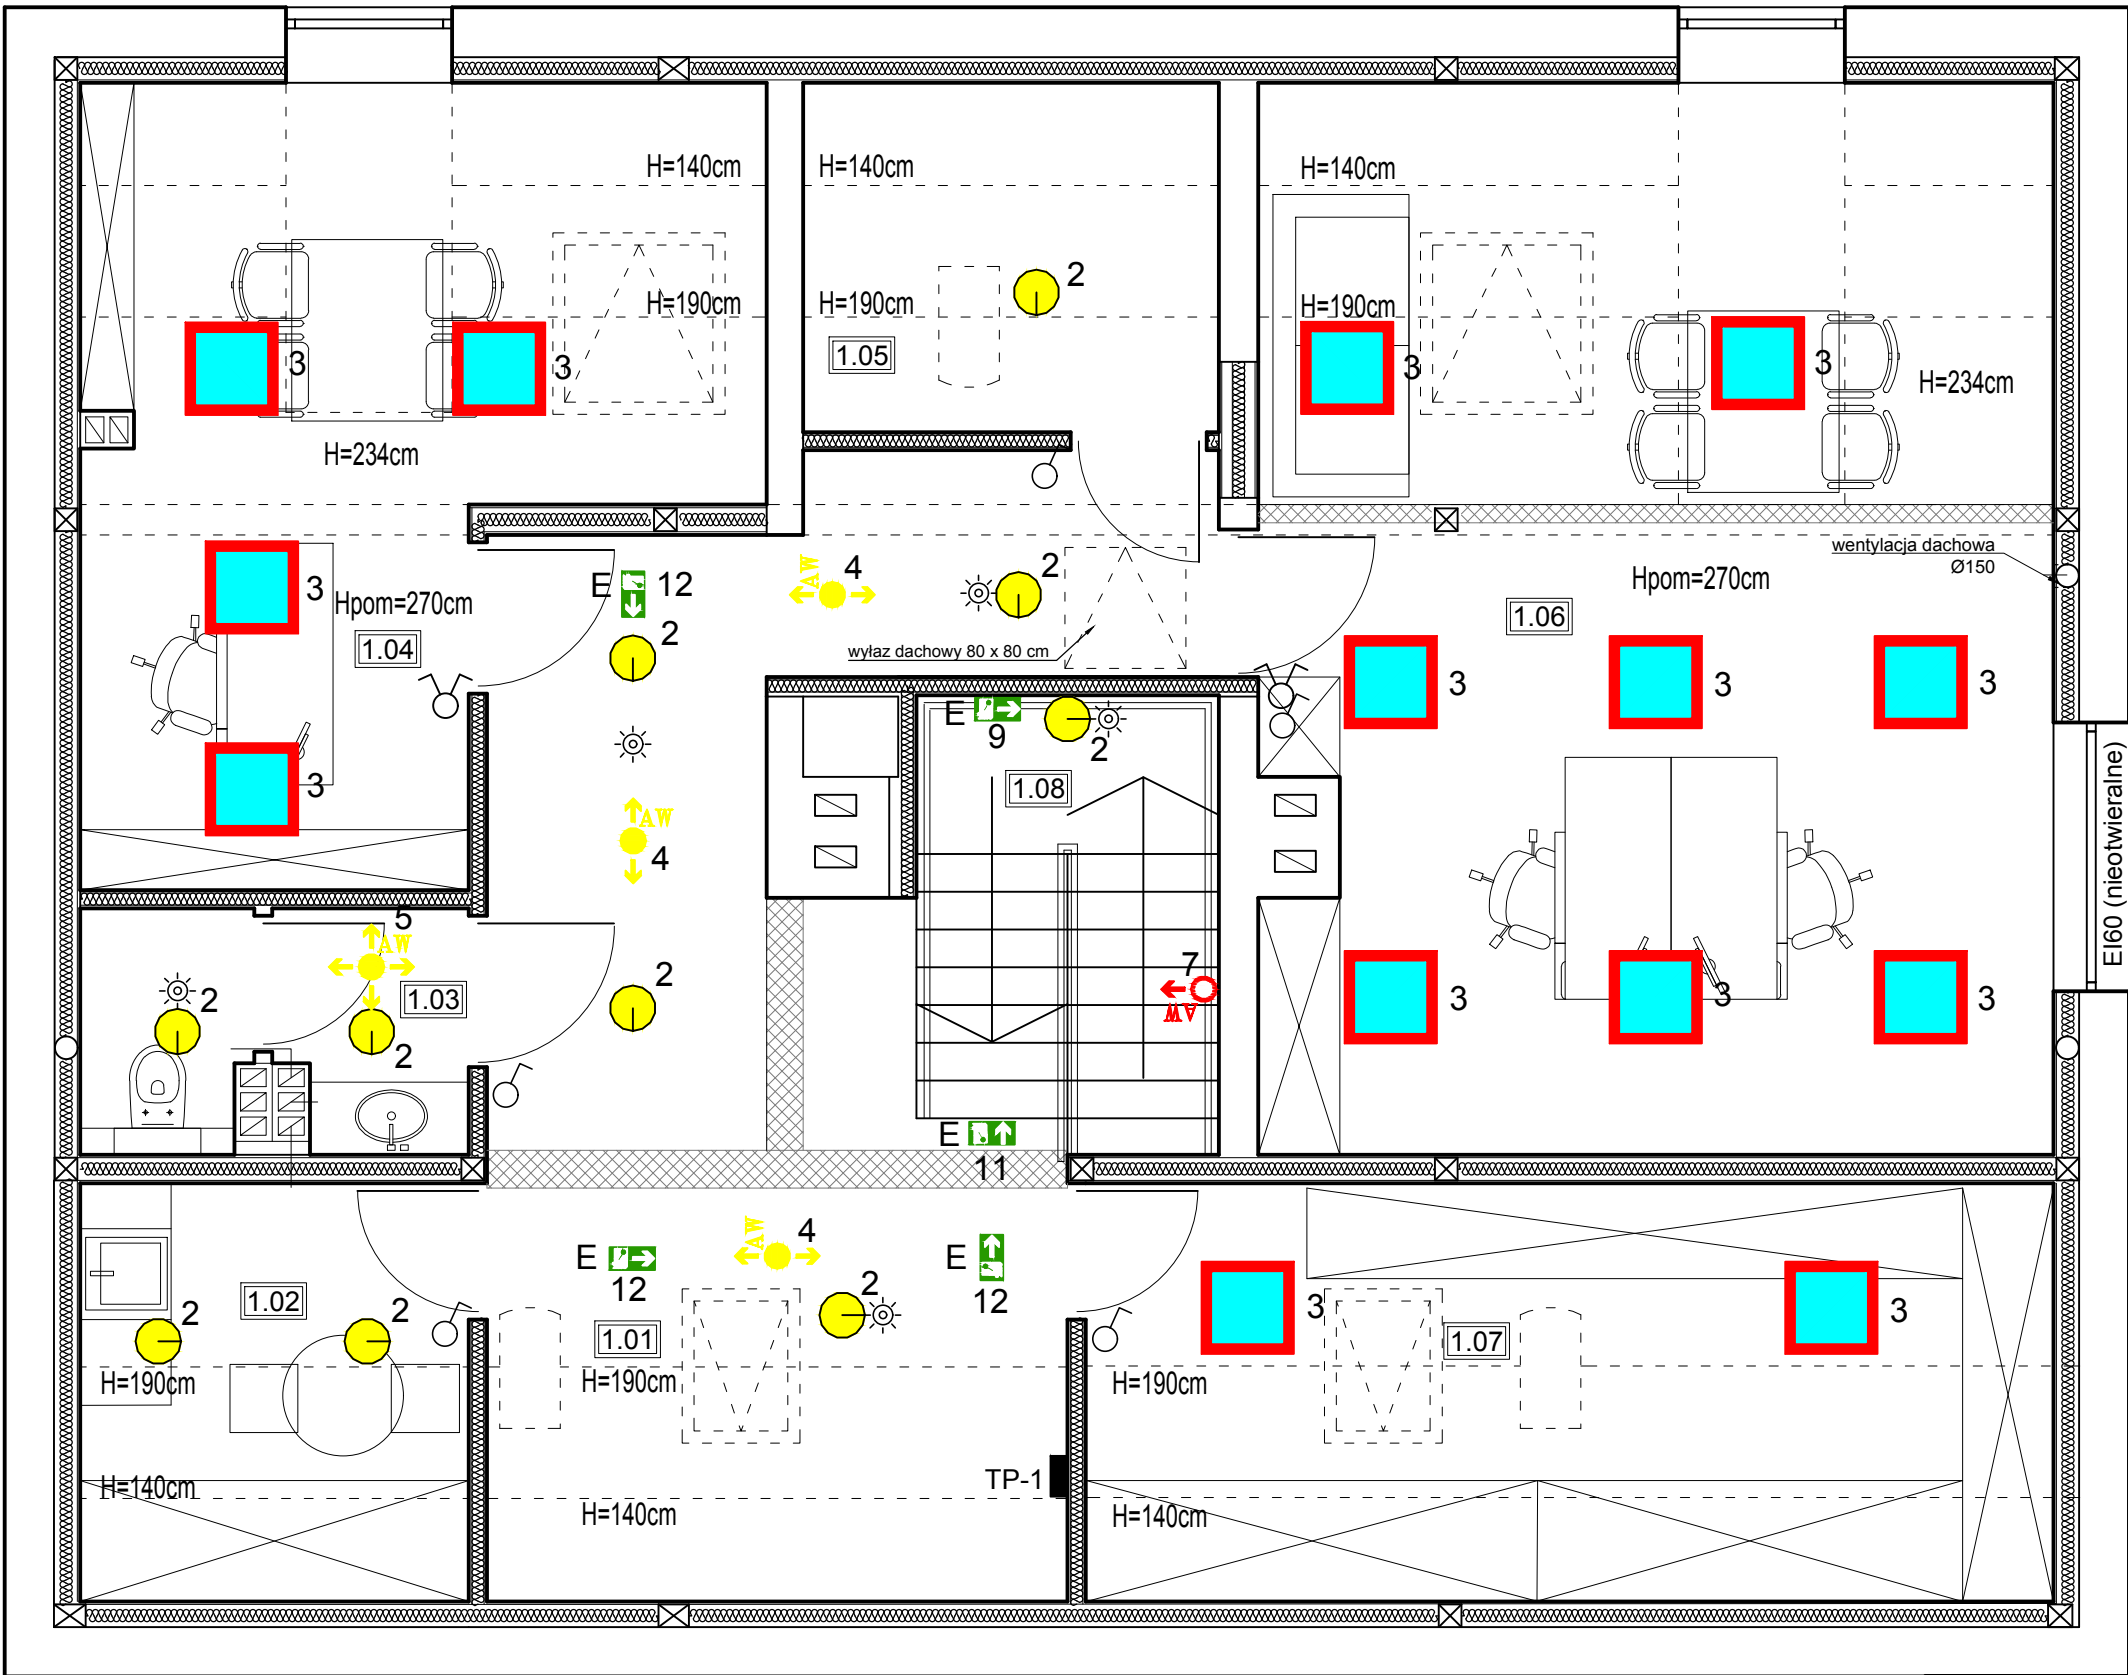 H=140cm
H=140cm
H=140cm
2
H=190cm
H=190cm
H=190cm
1.05
3
3
3
3
H=234cm
H=234cm
wentylacja dachowa
Ø150
E
12
AW
4
2
3
Hpom=270cm
Hpom=270cm
1.06
1.04
2
wyłaz dachowy 80 x 80 cm
3
3
3
E
9
2
3
1.08
AW
4
EI60 (nieotwieralne)
5
AW
2
1.03
2
2
7
AW
3
3
3
E
11
E
12
AW
4
E
12
2
1.02
2
2
1.01
3
1.07
3
H=190cm
H=190cm
H=190cm
TP-1
H=140cm
H=140cm
H=140cm